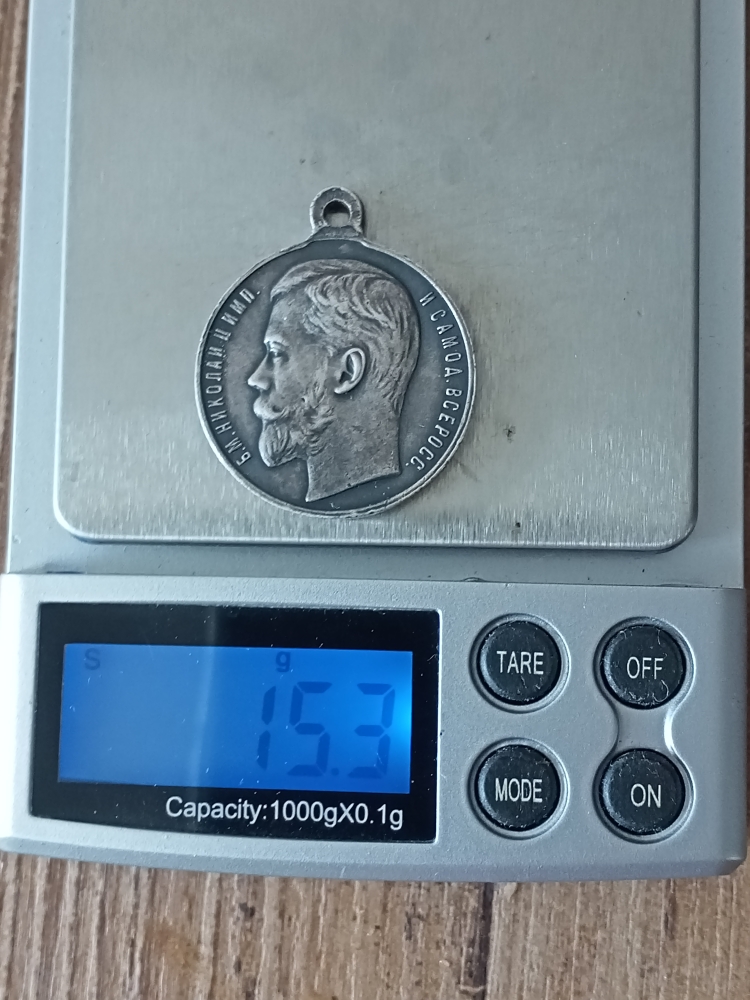 Б.М. НИКОЛАЙ II ИМП.
И САМОД. ВСЕРОСС.
S g
15.3
Capacity:1000gX0.1g
TARE OFF
MODE ON